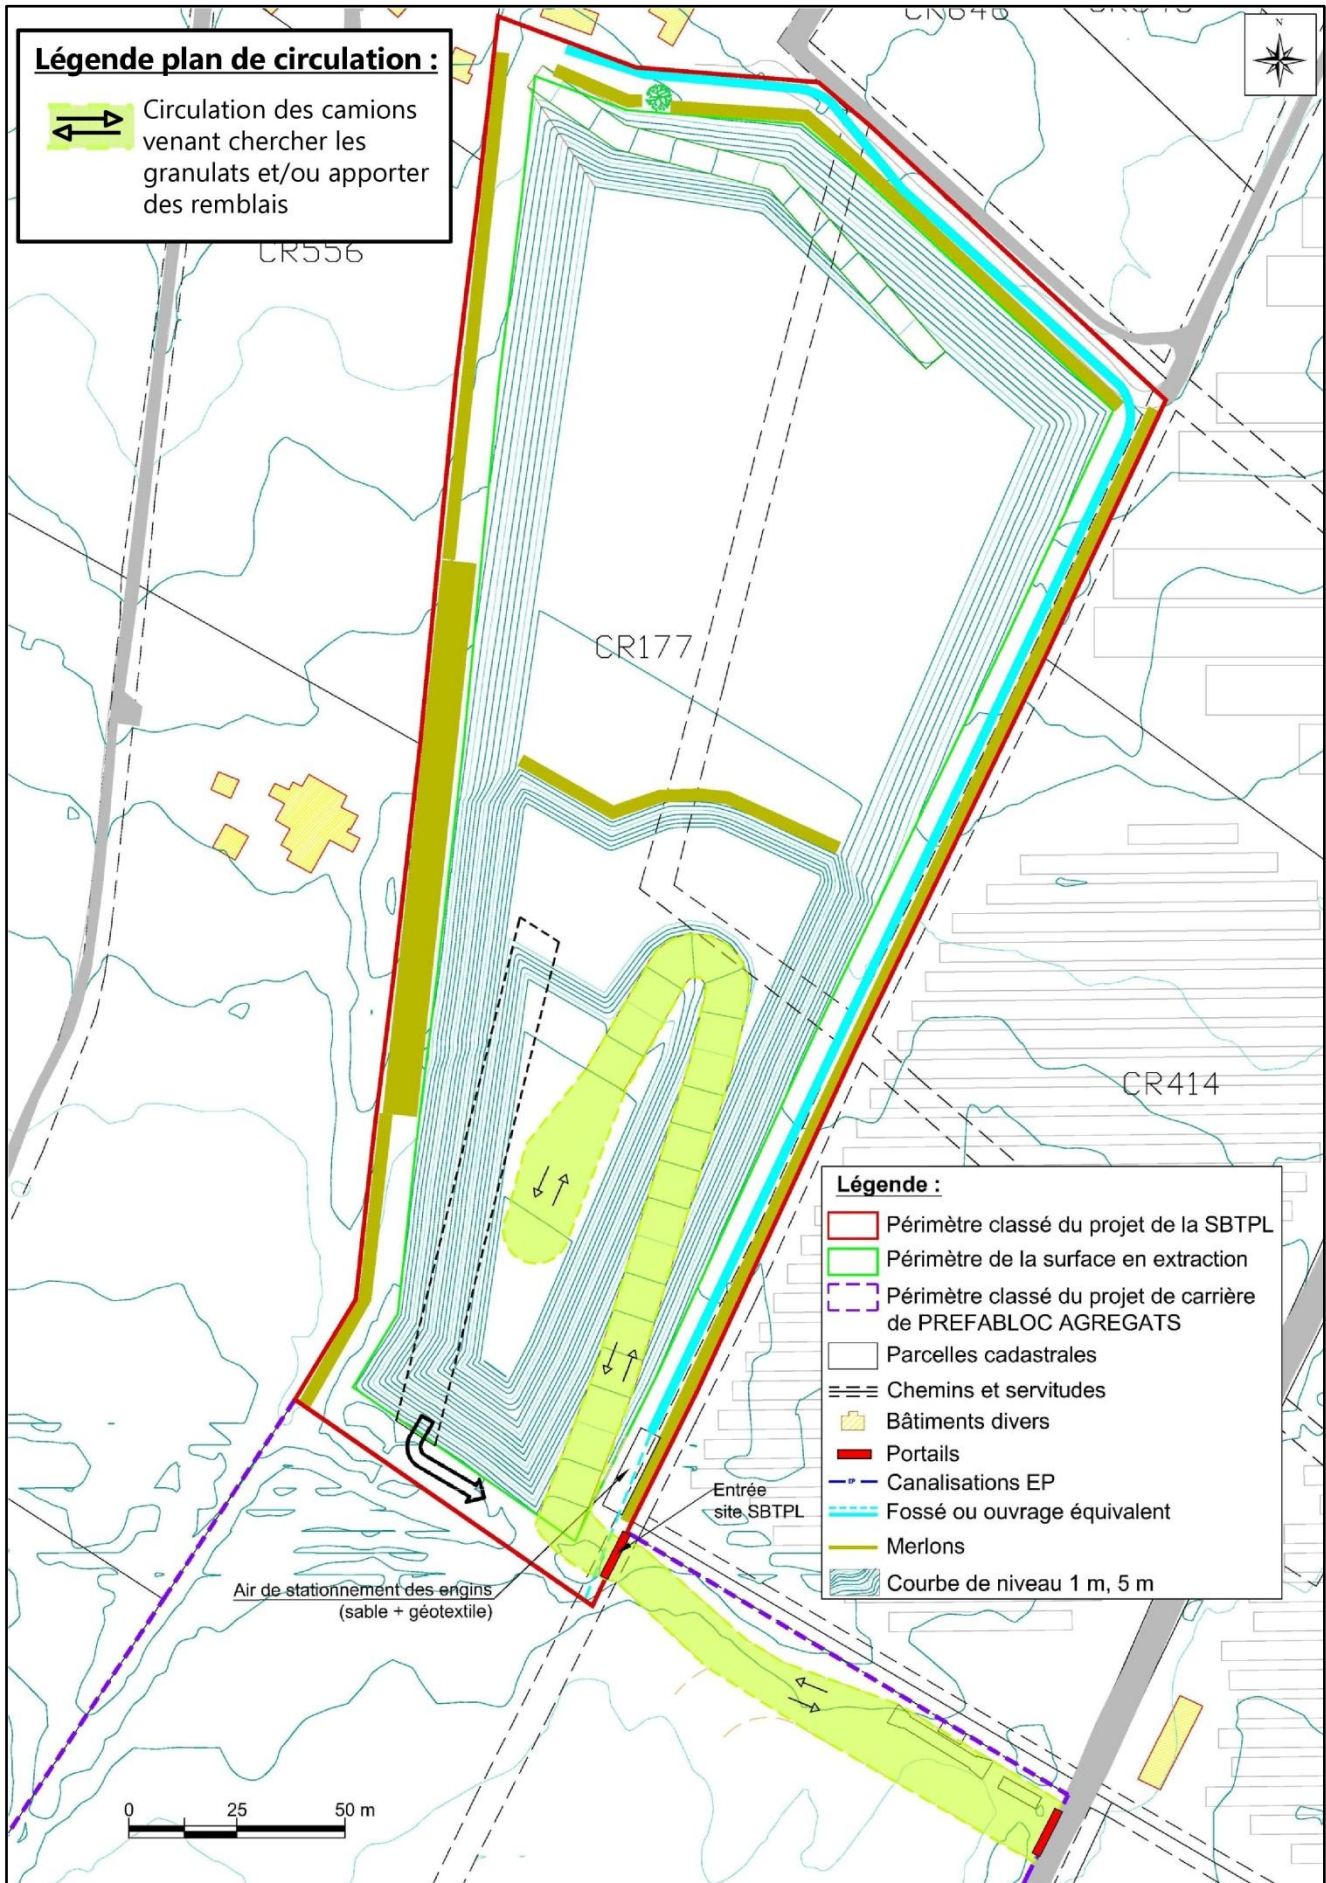 Légende plan de circulation :
Circulation des camions
venant chercher les
granulats et/ou apporter
des remblais
N
CR556
CR177
CR414
Légende :
Périmètre classé du projet de la SBTPL
Périmètre de la surface en extraction
Périmètre classé du projet de carrière
de PREFABLOC AGREGATS
Parcelles cadastrales
Chemins et servitudes
Bâtiments divers
Portails
EP
Canalisations EP
Fossé ou ouvrage équivalent
Merlons
Courbe de niveau 1 m, 5 m
Entrée
site SBTPL
Air de stationnement des engins
(sable + géotextile)
0 25 50 m